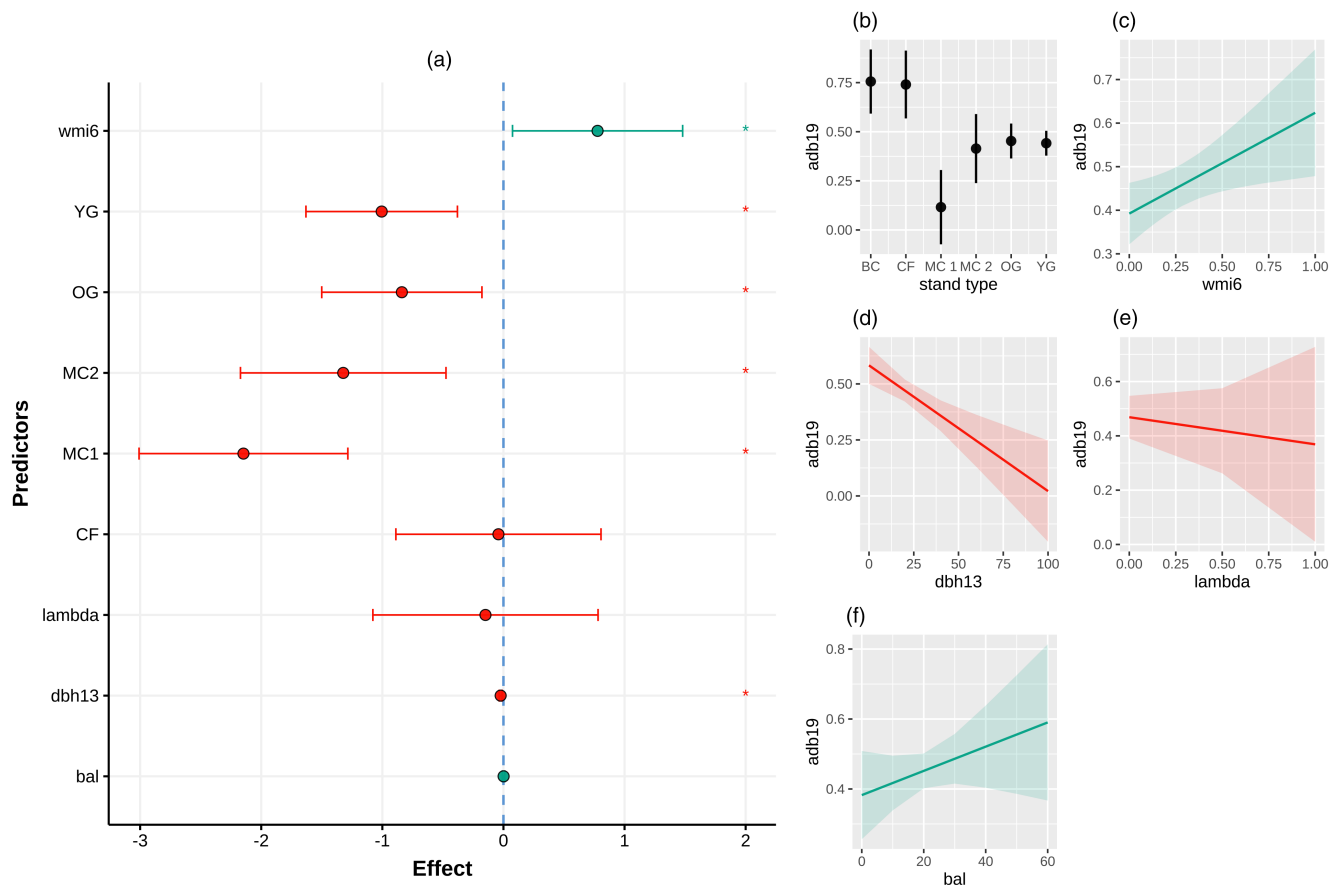 (a)
Predictors
wmi6
*
YG
*
OG
*
MC2
*
MC1
*
CF
lambda
dbh13
*
bal
-3 -2 -1 0 1 2
Effect
(b)
adb19
0.75
0.50
0.25
0.00
BC CF MC 1 MC 2 OG YG
stand type
(c)
adb19
0.7
0.6
0.5
0.4
0.3
0.00 0.25 0.50 0.75 1.00
wmi6
(d)
adb19
0.50
0.25
0.00
0 25 50 75 100
dbh13
(e)
adb19
0.6
0.4
0.2
0.0
0.00 0.25 0.50 0.75 1.00
lambda
(f)
adb19
0.8
0.6
0.4
0 20 40 60
bal